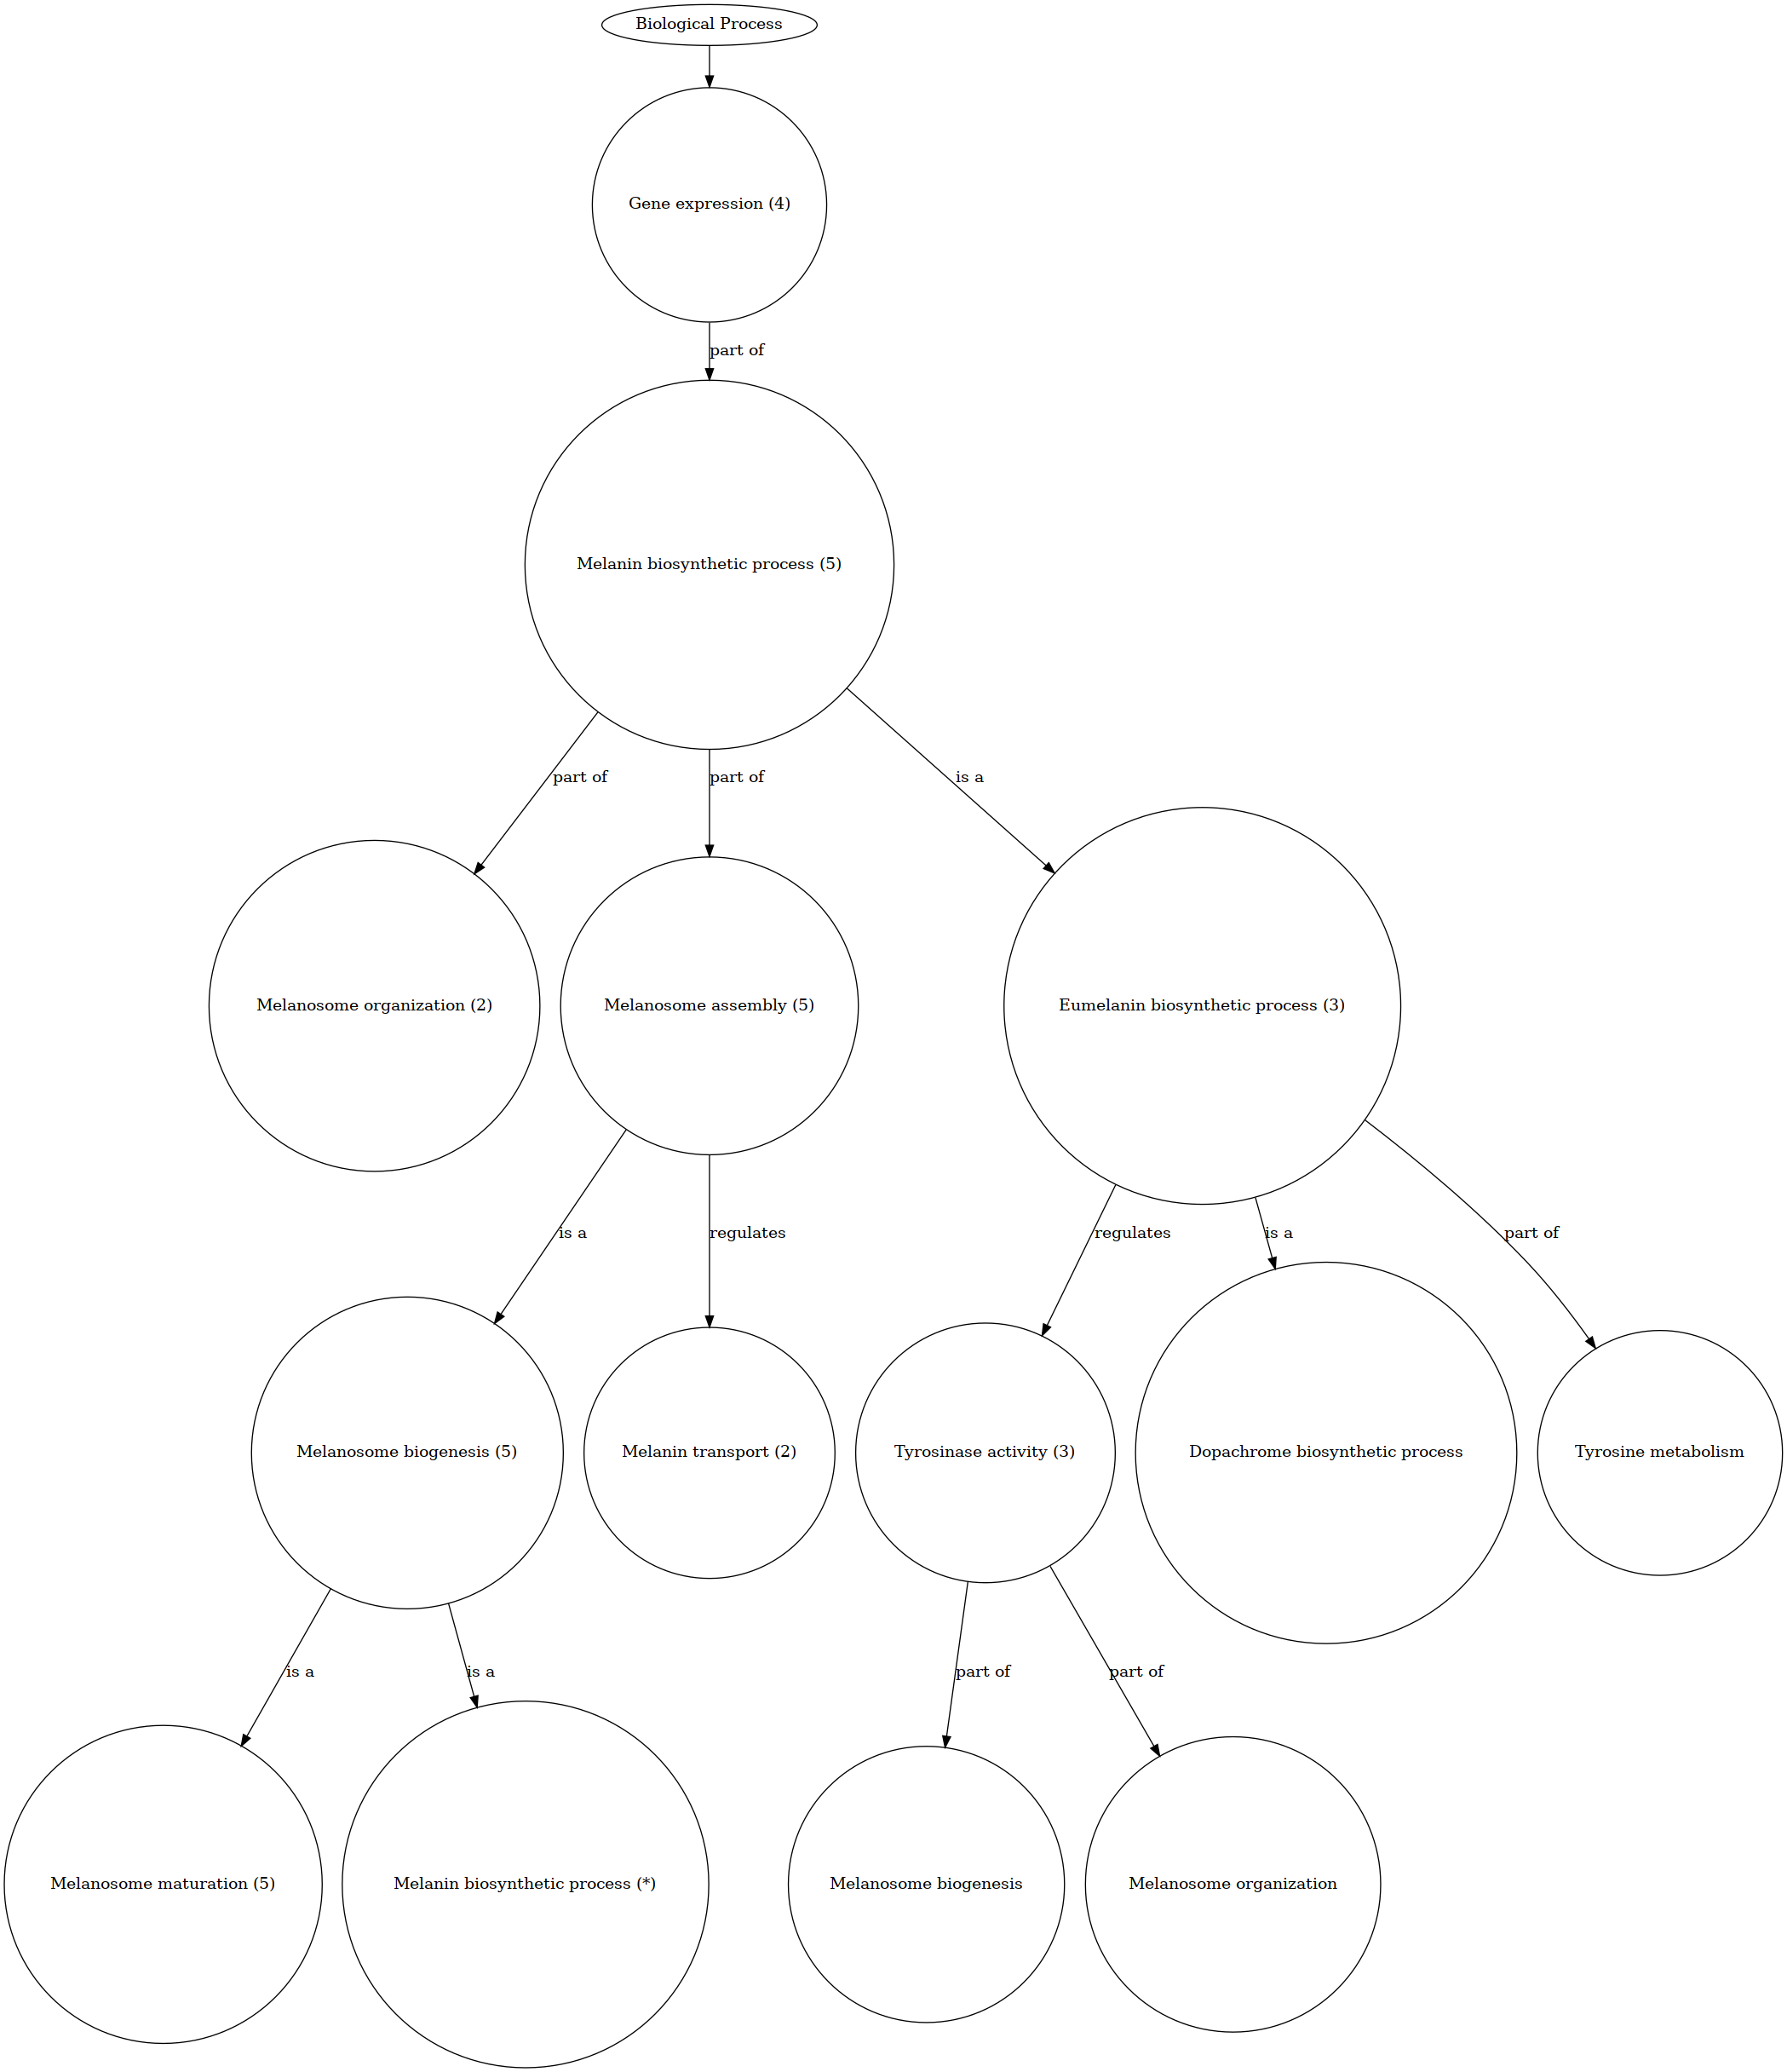 Biological Process
Gene expression (4)
part of
Melanin biosynthetic process (5)
part of
part of
is a
Melanosome organization (2)
Melanosome assembly (5)
Eumelanin biosynthetic process (3)
is a
regulates
regulates
is a
part of
Melanosome biogenesis (5)
Melanin transport (2)
Tyrosinase activity (3)
Dopachrome biosynthetic process
Tyrosine metabolism
is a
is a
part of
part of
Melanosome maturation (5)
Melanin biosynthetic process (*)
Melanosome biogenesis
Melanosome organization